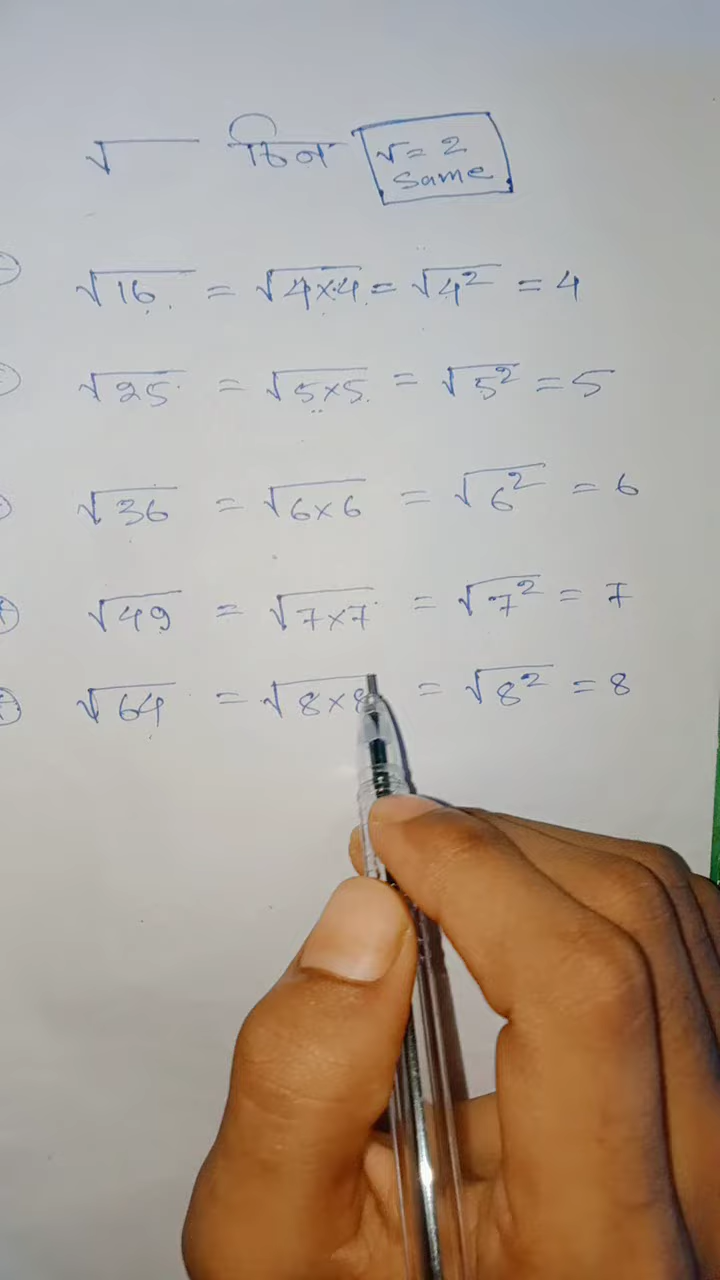 √ চিহ্ন √ = 2
same
√16 = √4×4 = √4² = 4
√25 = √5×5 = √5² = 5
√36 = √6×6 = √6² = 6
√49 = √7×7 = √7² = 7
√64 = √8×8 = √8² = 8